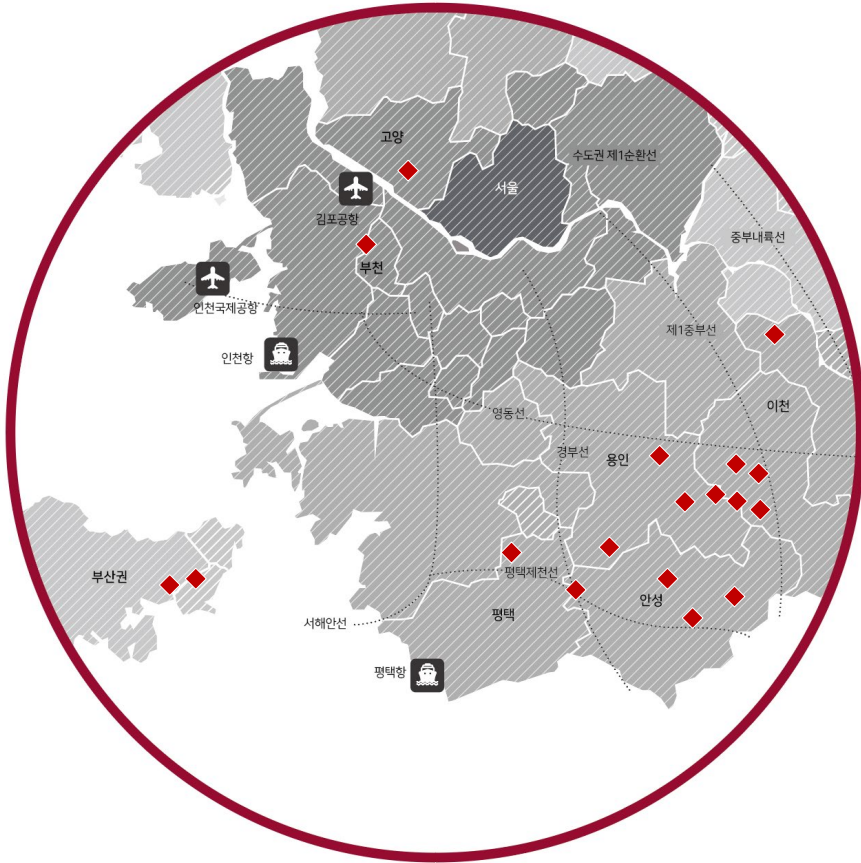 고양
수도권 제1순환선
서울
김포공항
중부내륙선
부천
인천국제공항
제1중부선
인천항
이천
영동선
경부선
용인
평택제천선
부산권
안성
평택
서해안선
평택항